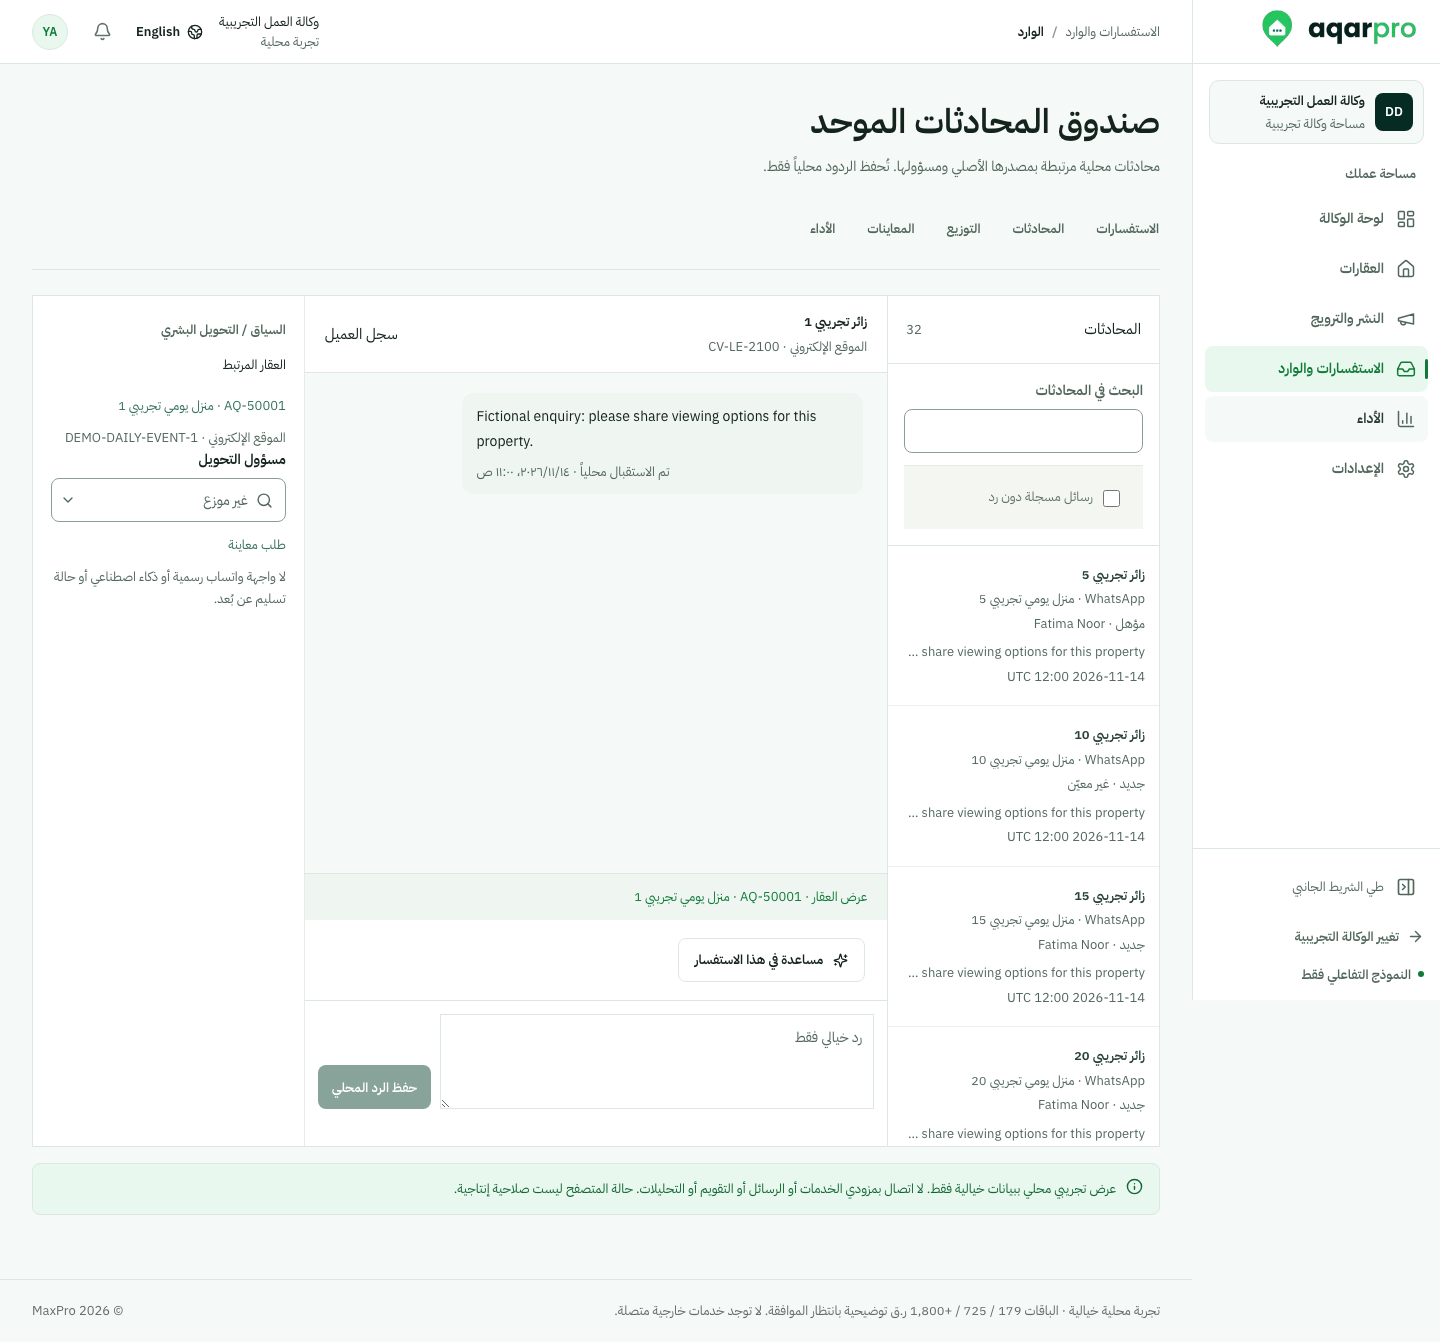 aqarpro
الاستفسارات والوارد / الوارد
وكالة العمل التجريبية
تجربة محلية
English
YA
DD
وكالة العمل التجريبية
مساحة وكالة تجريبية
مساحة عملك
لوحة الوكالة
العقارات
النشر والترويج
الاستفسارات والوارد
الأداء
الإعدادات
طي الشريط الجانبي
تغيير الوكالة التجريبية
النموذج التفاعلي فقط
صندوق المحادثات الموحد
محادثات محلية مرتبطة بمصدرها الأصلي ومسؤولها. تُحفظ الردود محلياً فقط.
الاستفسارات
المحادثات
التوزيع
المعاينات
الأداء
المحادثات
32
البحث في المحادثات
رسائل مسجلة دون رد
زائر تجريبي 5
WhatsApp · منزل يومي تجريبي 5
مؤهل · Fatima Noor
... share viewing options for this property
UTC 12:00 2026-11-14
زائر تجريبي 10
WhatsApp · منزل يومي تجريبي 10
جديد · غير معيّن
... share viewing options for this property
UTC 12:00 2026-11-14
زائر تجريبي 15
WhatsApp · منزل يومي تجريبي 15
جديد · Fatima Noor
... share viewing options for this property
UTC 12:00 2026-11-14
زائر تجريبي 20
WhatsApp · منزل يومي تجريبي 20
جديد · Fatima Noor
... share viewing options for this property
زائر تجريبي 1
الموقع الإلكتروني · CV-LE-2100
سجل العميل
Fictional enquiry: please share viewing options for this
property.
تم الاستقبال محلياً · ٢٠٢٦/١١/١٤، ١١:٠٠ ص
عرض العقار · AQ-50001 · منزل يومي تجريبي 1
مساعدة في هذا الاستفسار
رد خيالي فقط
حفظ الرد المحلي
السياق / التحويل البشري
العقار المرتبط
AQ-50001 · منزل يومي تجريبي 1
الموقع الإلكتروني · DEMO-DAILY-EVENT-1
مسؤول التحويل
غير موزع
طلب معاينة
لا واجهة واتساب رسمية أو ذكاء اصطناعي أو حالة
تسليم عن بُعد.
عرض تجريبي محلي ببيانات خيالية فقط. لا اتصال بمزودي الخدمات أو الرسائل أو التقويم أو التحليلات. حالة المتصفح ليست صلاحية إنتاجية.
تجربة محلية خيالية · الباقات 179 / 725 / +1,800 ر.ق توضيحية بانتظار الموافقة. لا توجد خدمات خارجية متصلة.
© 2026 MaxPro